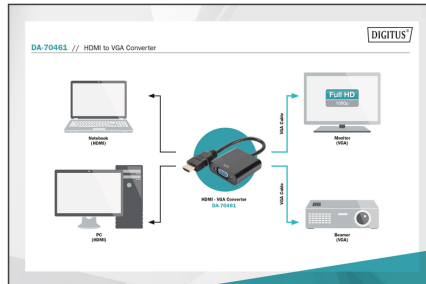 DIGITUS®
DA-70461 // HDMI to VGA Converter
Notebook
(HDMI)
VGA Cable
Full HD
1080p
Monitor
(VGA)
HDMI - VGA Converter
DA-70461
PC
(HDMI)
VGA Cable
Beamer
(VGA)